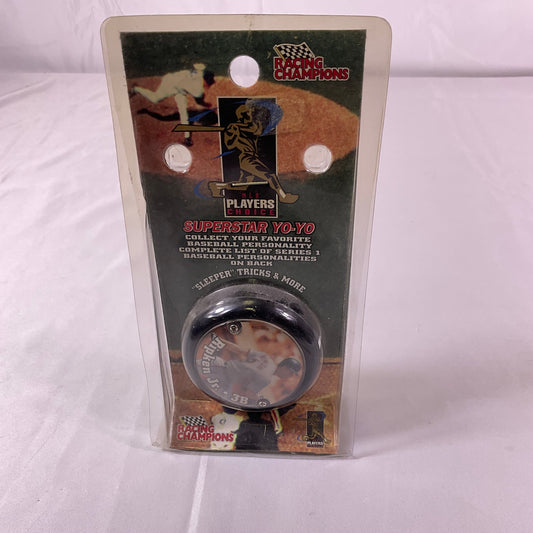 RACING
CHAMPIONS
PLAYERS
CHOICE
SUPERSTAR YO-YO
COLLECT YOUR FAVORITE
BASEBALL PERSONALITY
COMPLETE LIST OF SERIES 1
BASEBALL PERSONALITIES
ON BACK
"SLEEPER" TRICKS & MORE
Ripken Jr. 3B
RACING
CHAMPIONS
PLAYERS